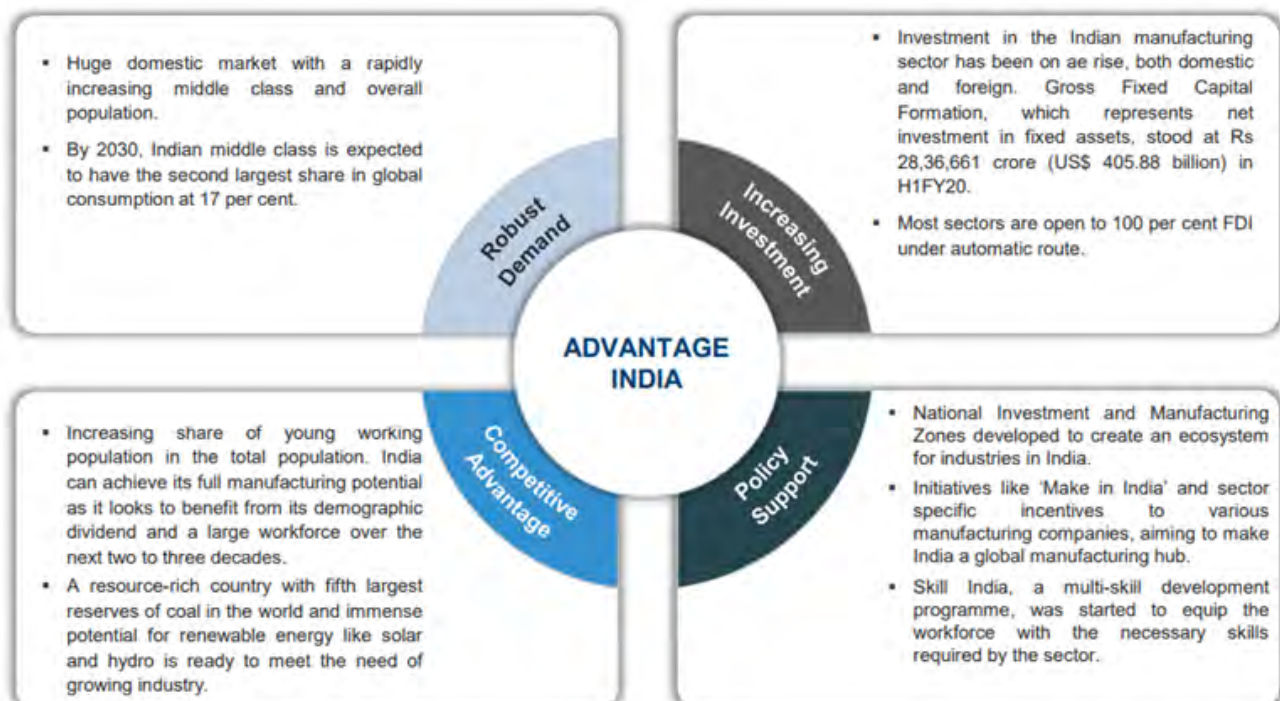 Huge domestic market with a rapidly
increasing middle class and overall
population.
By 2030, Indian middle class is expected
to have the second largest share in global
consumption at 17 per cent.
Robust
Demand
Investment in the Indian manufacturing
sector has been on ae rise, both domestic
and foreign. Gross Fixed Capital
Formation, which represents net
investment in fixed assets, stood at Rs
28,36,661 crore (US$ 405.88 billion) in
H1FY20.
Most sectors are open to 100 per cent FDI
under automatic route.
Increasing
Investment
ADVANTAGE
INDIA
Increasing share of young working
population in the total population. India
can achieve its full manufacturing potential
as it looks to benefit from its demographic
dividend and a large workforce over the
next two to three decades.
A resource-rich country with fifth largest
reserves of coal in the world and immense
potential for renewable energy like solar
and hydro is ready to meet the need of
growing industry.
Competitive
Advantage
National Investment and Manufacturing
Zones developed to create an ecosystem
for industries in India.
Initiatives like ‘Make in India’ and sector
specific incentives to various
manufacturing companies, aiming to make
India a global manufacturing hub.
Skill India, a multi-skill development
programme, was started to equip the
workforce with the necessary skills
required by the sector.
Policy
Support